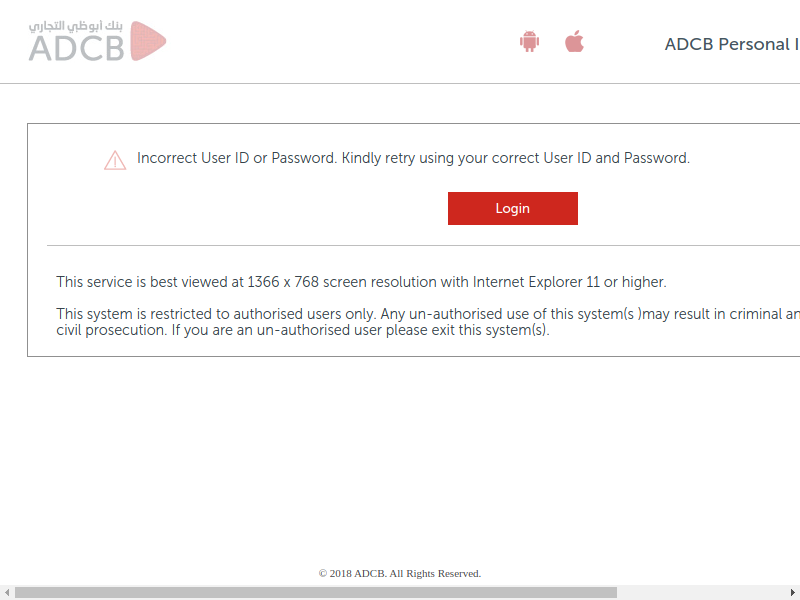 بنك أبوظبي التجاري
ADCB
ADCB Personal I
Incorrect User ID or Password. Kindly retry using your correct User ID and Password.
Login
This service is best viewed at 1366 x 768 screen resolution with Internet Explorer 11 or higher.
This system is restricted to authorised users only. Any un-authorised use of this system(s )may result in criminal an
civil prosecution. If you are an un-authorised user please exit this system(s).
© 2018 ADCB. All Rights Reserved.